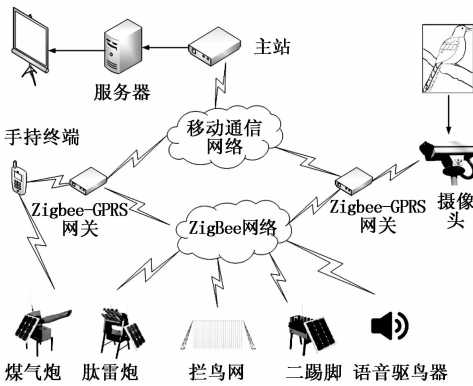 主站
服务器
移动通信
网络
手持终端
Zigbee-GPRS
网关
ZigBee网络
Zigbee-GPRS
网关
摄像
头
煤气炮
肽雷炮
拦鸟网
二踢脚
语音驱鸟器